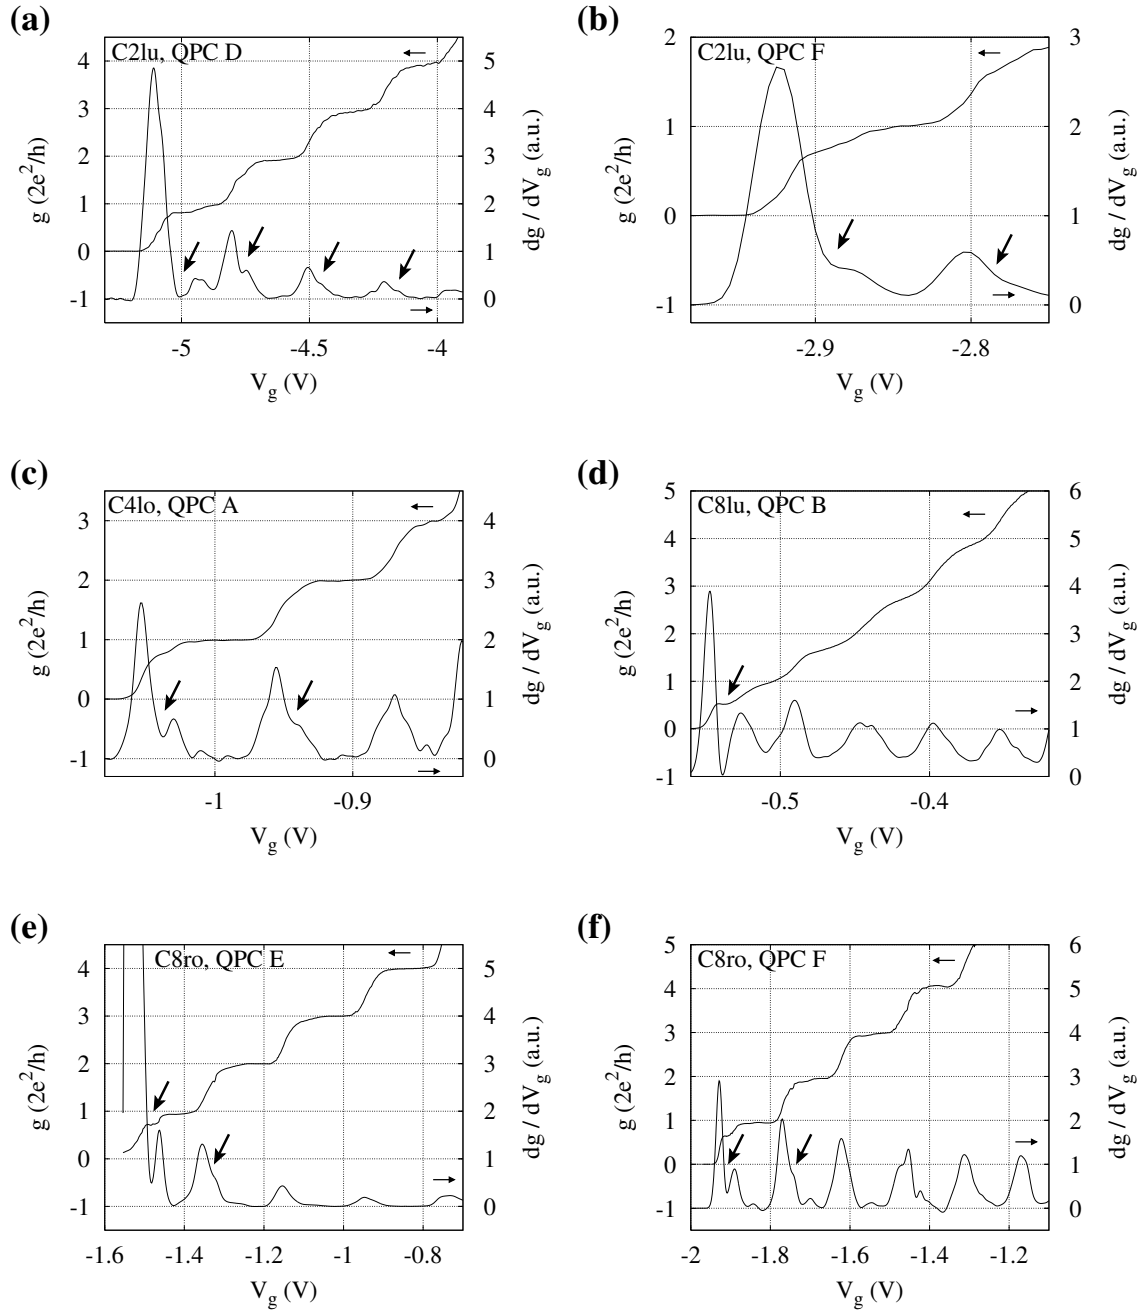 (a)
C2lu, QPC D
4
3
2
1
0
-1
g (2e²/h)
5
4
3
2
1
0
dg / dV_g (a.u.)
-5 -4.5 -4
V_g (V)
(b)
C2lu, QPC F
2
1
0
-1
g (2e²/h)
3
2
1
0
dg / dV_g (a.u.)
-2.9 -2.8
V_g (V)
(c)
C4lo, QPC A
3
2
1
0
-1
g (2e²/h)
4
3
2
1
0
dg / dV_g (a.u.)
-1 -0.9
V_g (V)
(d)
C8lu, QPC B
5
4
3
2
1
0
-1
g (2e²/h)
6
5
4
3
2
1
0
dg / dV_g (a.u.)
-0.5 -0.4
V_g (V)
(e)
C8ro, QPC E
4
3
2
1
0
-1
g (2e²/h)
5
4
3
2
1
0
dg / dV_g (a.u.)
-1.6 -1.4 -1.2 -1 -0.8
V_g (V)
(f)
C8ro, QPC F
5
4
3
2
1
0
-1
g (2e²/h)
6
5
4
3
2
1
0
dg / dV_g (a.u.)
-2 -1.8 -1.6 -1.4 -1.2
V_g (V)